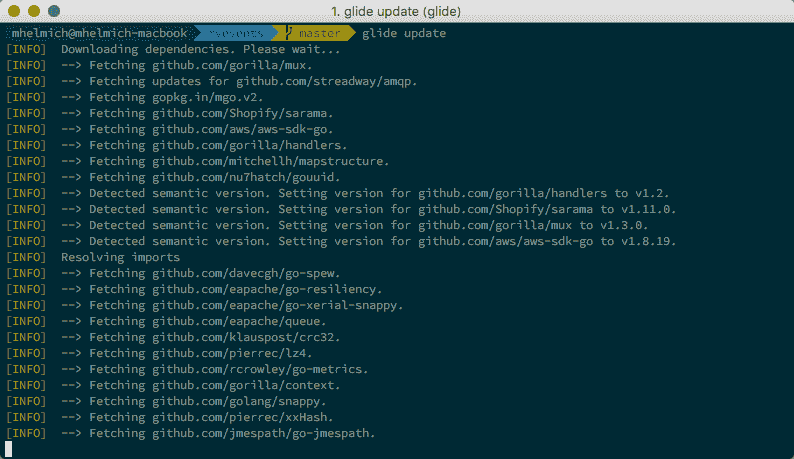 1. glide update (glide)
mhelmich@mhelmich-macbook myevents master glide update
[INFO] Downloading dependencies. Please wait...
[INFO] --> Fetching github.com/gorilla/mux.
[INFO] --> Fetching updates for github.com/streadway/amqp.
[INFO] --> Fetching gopkg.in/mgo.v2.
[INFO] --> Fetching github.com/Shopify/sarama.
[INFO] --> Fetching github.com/aws/aws-sdk-go.
[INFO] --> Fetching github.com/gorilla/handlers.
[INFO] --> Fetching github.com/mitchellh/mapstructure.
[INFO] --> Fetching github.com/nu7hatch/gouuid.
[INFO] --> Detected semantic version. Setting version for github.com/gorilla/handlers to v1.2.
[INFO] --> Detected semantic version. Setting version for github.com/Shopify/sarama to v1.11.0.
[INFO] --> Detected semantic version. Setting version for github.com/gorilla/mux to v1.3.0.
[INFO] --> Detected semantic version. Setting version for github.com/aws/aws-sdk-go to v1.8.19.
[INFO] Resolving imports
[INFO] --> Fetching github.com/davecgh/go-spew.
[INFO] --> Fetching github.com/eapache/go-resiliency.
[INFO] --> Fetching github.com/eapache/go-xerial-snappy.
[INFO] --> Fetching github.com/eapache/queue.
[INFO] --> Fetching github.com/klauspost/crc32.
[INFO] --> Fetching github.com/pierrec/lz4.
[INFO] --> Fetching github.com/rcrowley/go-metrics.
[INFO] --> Fetching github.com/gorilla/context.
[INFO] --> Fetching github.com/golang/snappy.
[INFO] --> Fetching github.com/pierrec/xxHash.
[INFO] --> Fetching github.com/jmespath/go-jmespath.